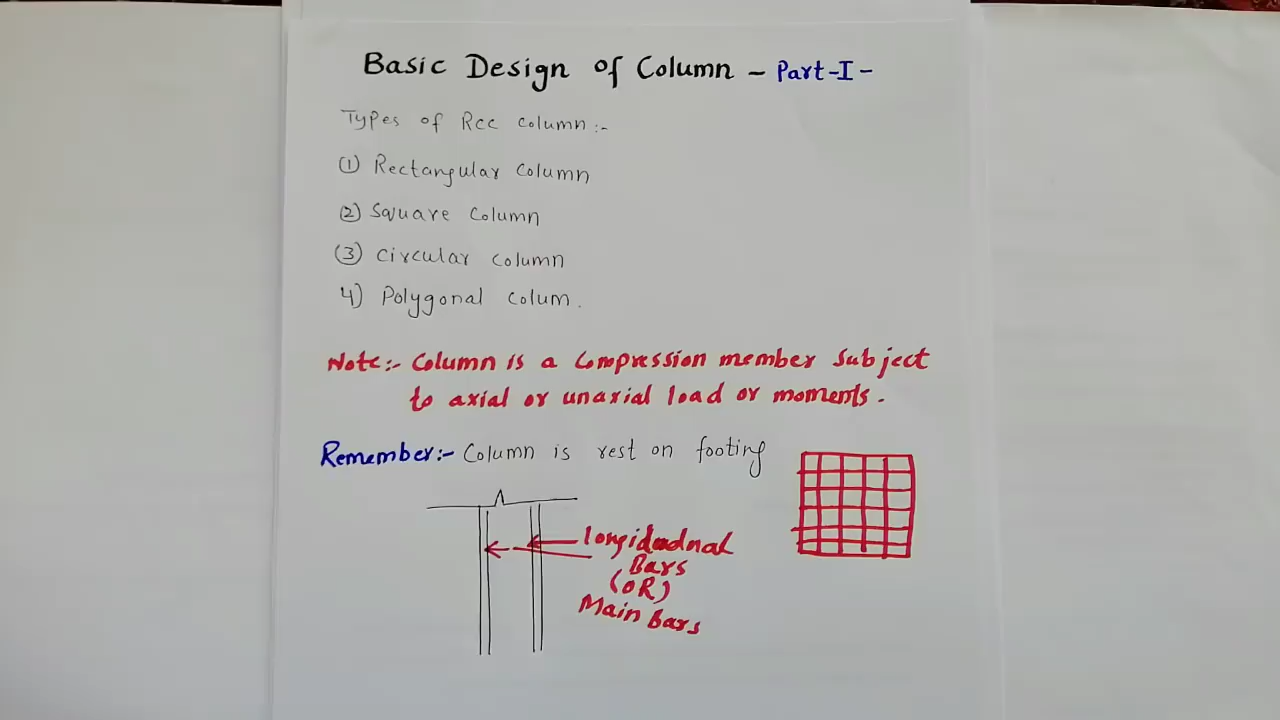 Basic Design of Column - Part-I-
Types of Rcc column:-
(1) Rectangular Column
(2) Square Column
(3) Circular column
4) Polygonal Colum.
Note:- Column is a Compression member Subject
to axial or unaxial load or moments.
Remember:- Column is rest on footing
longidudnal
Bars
(OR)
Main Bars